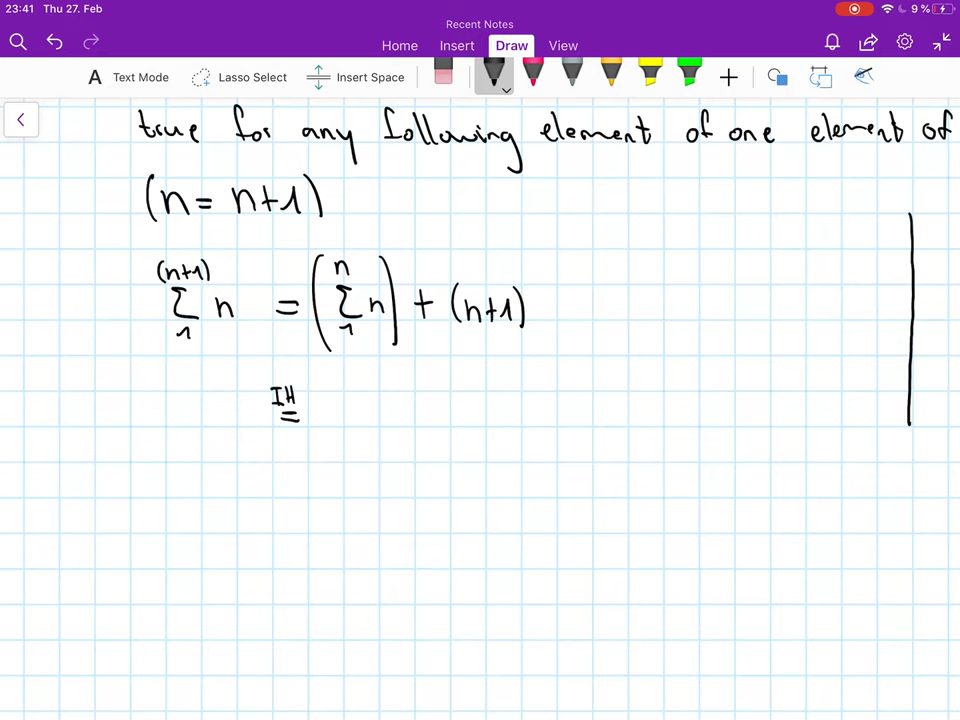 23:41 Thu 27. Feb 9 %
Recent Notes
Home Insert Draw View
A Text Mode Lasso Select Insert Space
true for any following element of one element of
(n = n+1)
(n+1) n
Σ n = (Σ n) + (n+1)
1 1
IH
=